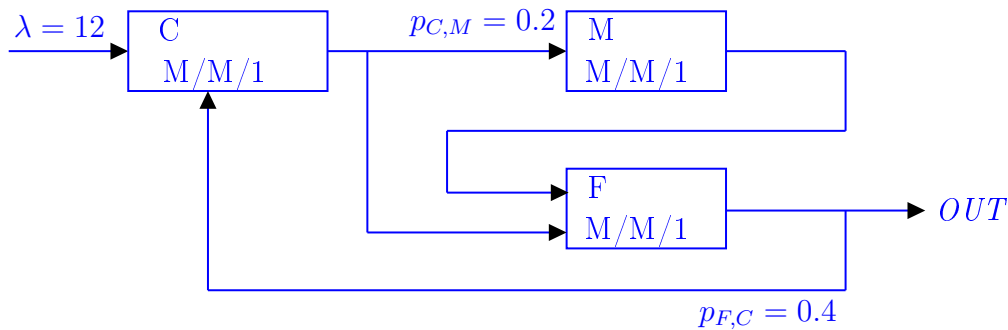 λ = 12
C
M/M/1
p_{C,M} = 0.2
M
M/M/1
F
M/M/1
OUT
p_{F,C} = 0.4